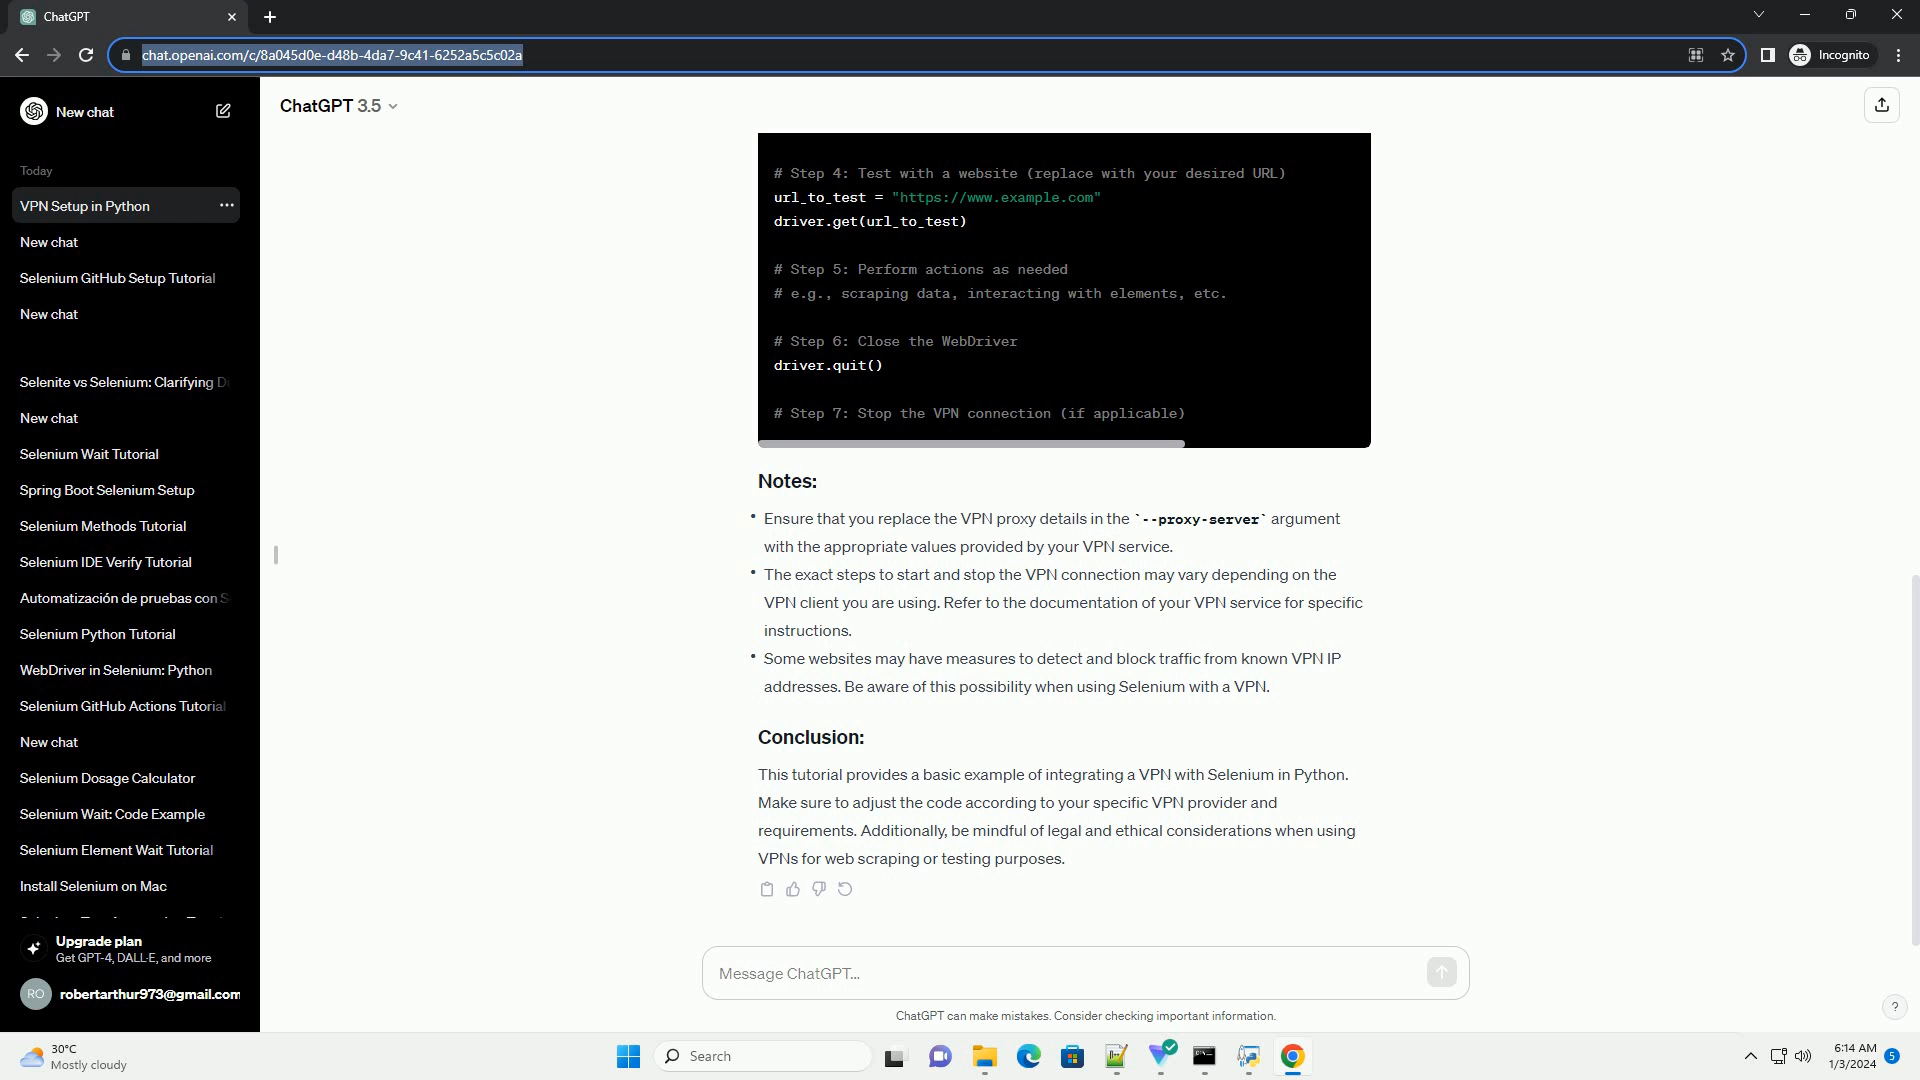 ChatGPT
chat.openai.com/c/8a045d0e-d48b-4da7-9c41-6252a5c5c02a
Incognito
New chat
Today
VPN Setup in Python
New chat
Selenium GitHub Setup Tutorial
New chat
Selenite vs Selenium: Clarifying Di
New chat
Selenium Wait Tutorial
Spring Boot Selenium Setup
Selenium Methods Tutorial
Selenium IDE Verify Tutorial
Automatización de pruebas con S
Selenium Python Tutorial
WebDriver in Selenium: Python
Selenium GitHub Actions Tutorial
New chat
Selenium Dosage Calculator
Selenium Wait: Code Example
Selenium Element Wait Tutorial
Install Selenium on Mac
Upgrade plan
Get GPT-4, DALL·E, and more
RO robertarthur973@gmail.com
ChatGPT 3.5
# Step 4: Test with a website (replace with your desired URL)
url_to_test = "https://www.example.com"
driver.get(url_to_test)
# Step 5: Perform actions as needed
# e.g., scraping data, interacting with elements, etc.
# Step 6: Close the WebDriver
driver.quit()
# Step 7: Stop the VPN connection (if applicable)
Notes:
• Ensure that you replace the VPN proxy details in the `--proxy-server` argument
with the appropriate values provided by your VPN service.
• The exact steps to start and stop the VPN connection may vary depending on the
VPN client you are using. Refer to the documentation of your VPN service for specific
instructions.
• Some websites may have measures to detect and block traffic from known VPN IP
addresses. Be aware of this possibility when using Selenium with a VPN.
Conclusion:
This tutorial provides a basic example of integrating a VPN with Selenium in Python.
Make sure to adjust the code according to your specific VPN provider and
requirements. Additionally, be mindful of legal and ethical considerations when using
VPNs for web scraping or testing purposes.
Message ChatGPT...
ChatGPT can make mistakes. Consider checking important information.
?
30°C
Mostly cloudy
Search
6:14 AM
1/3/2024
5